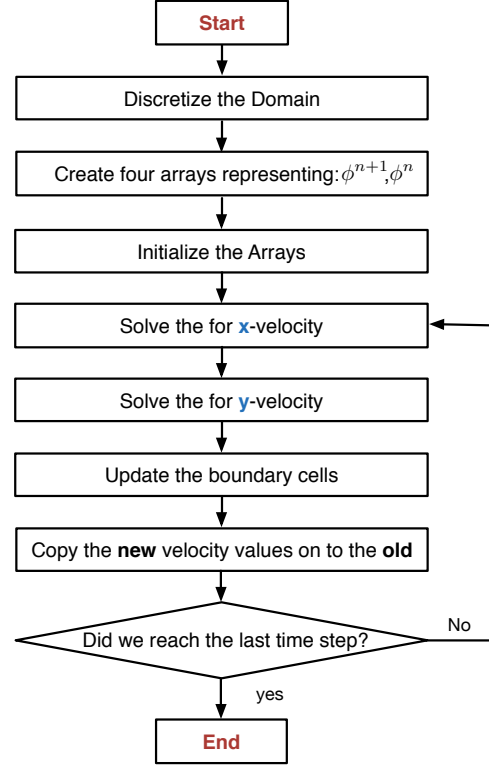 Start
Discretize the Domain
Create four arrays representing: ϕⁿ⁺¹, ϕⁿ
Initialize the Arrays
Solve the for x-velocity
Solve the for y-velocity
Update the boundary cells
Copy the new velocity values on to the old
Did we reach the last time step?
No
yes
End